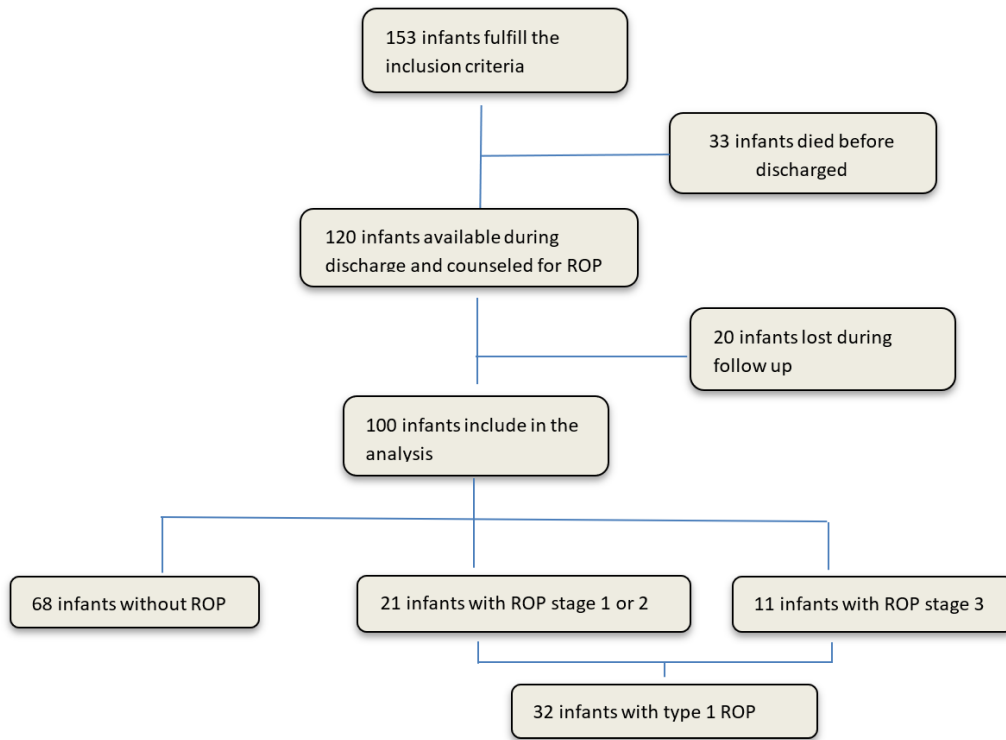 153 infants fulfill the
inclusion criteria
33 infants died before
discharged
120 infants available during
discharge and counseled for ROP
20 infants lost during
follow up
100 infants include in the
analysis
68 infants without ROP
21 infants with ROP stage 1 or 2
11 infants with ROP stage 3
32 infants with type 1 ROP